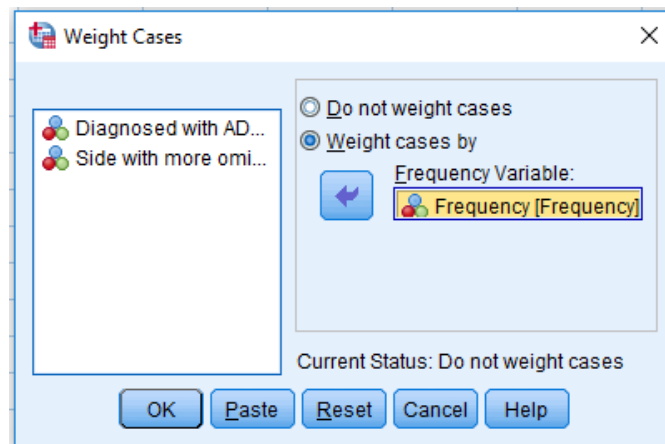 Weight Cases
Diagnosed with AD...
Side with more omi...
Do not weight cases
Weight cases by
Frequency Variable:
Frequency [Frequency]
Current Status: Do not weight cases
OK
Paste
Reset
Cancel
Help